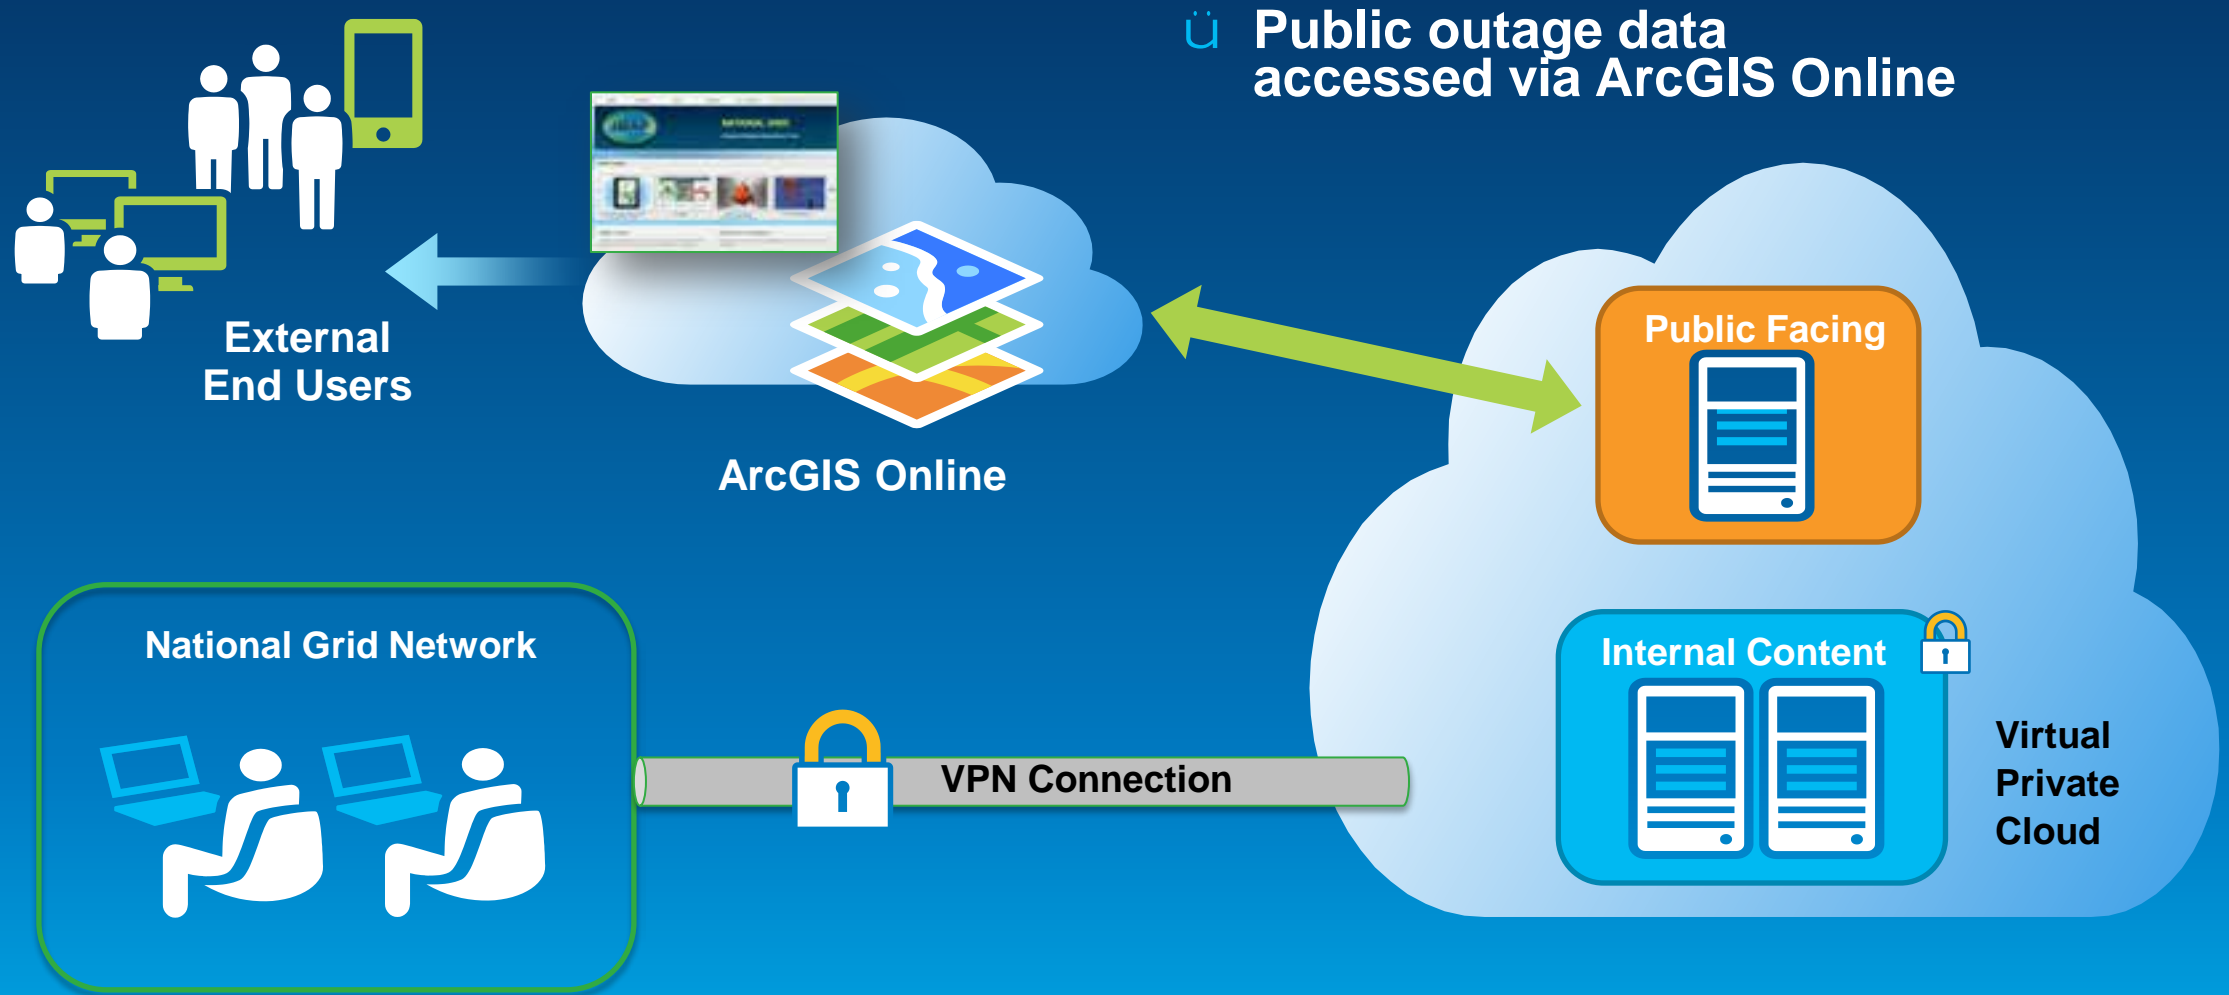 ü Public outage data
accessed via ArcGIS Online
External
End Users
ArcGIS Online
Public Facing
National Grid Network
Internal Content
VPN Connection
Virtual
Private
Cloud